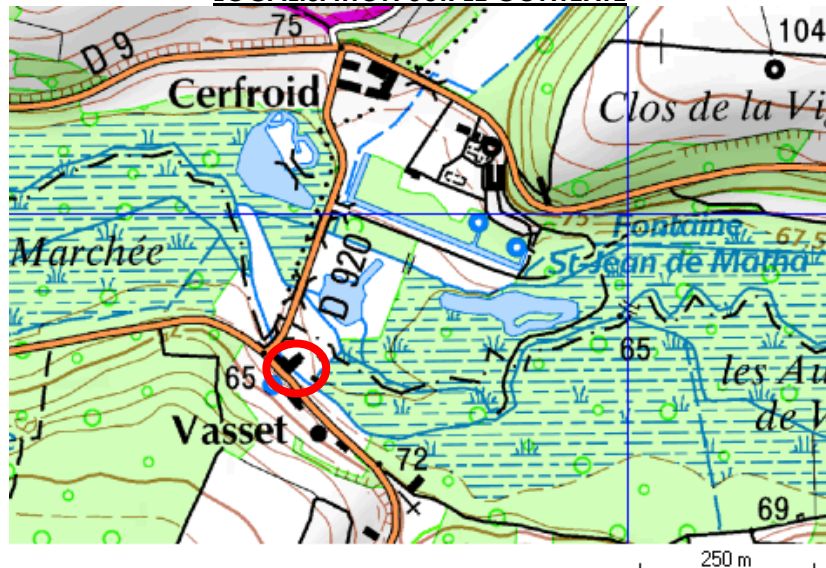 75
104
D 9
Cerfroid
Clos de la Vi
Marchée
D 920
75
Fontaine
67,5
St-Jean de Matha
65
65
les Au
de V
Vasset
72
69
250 m